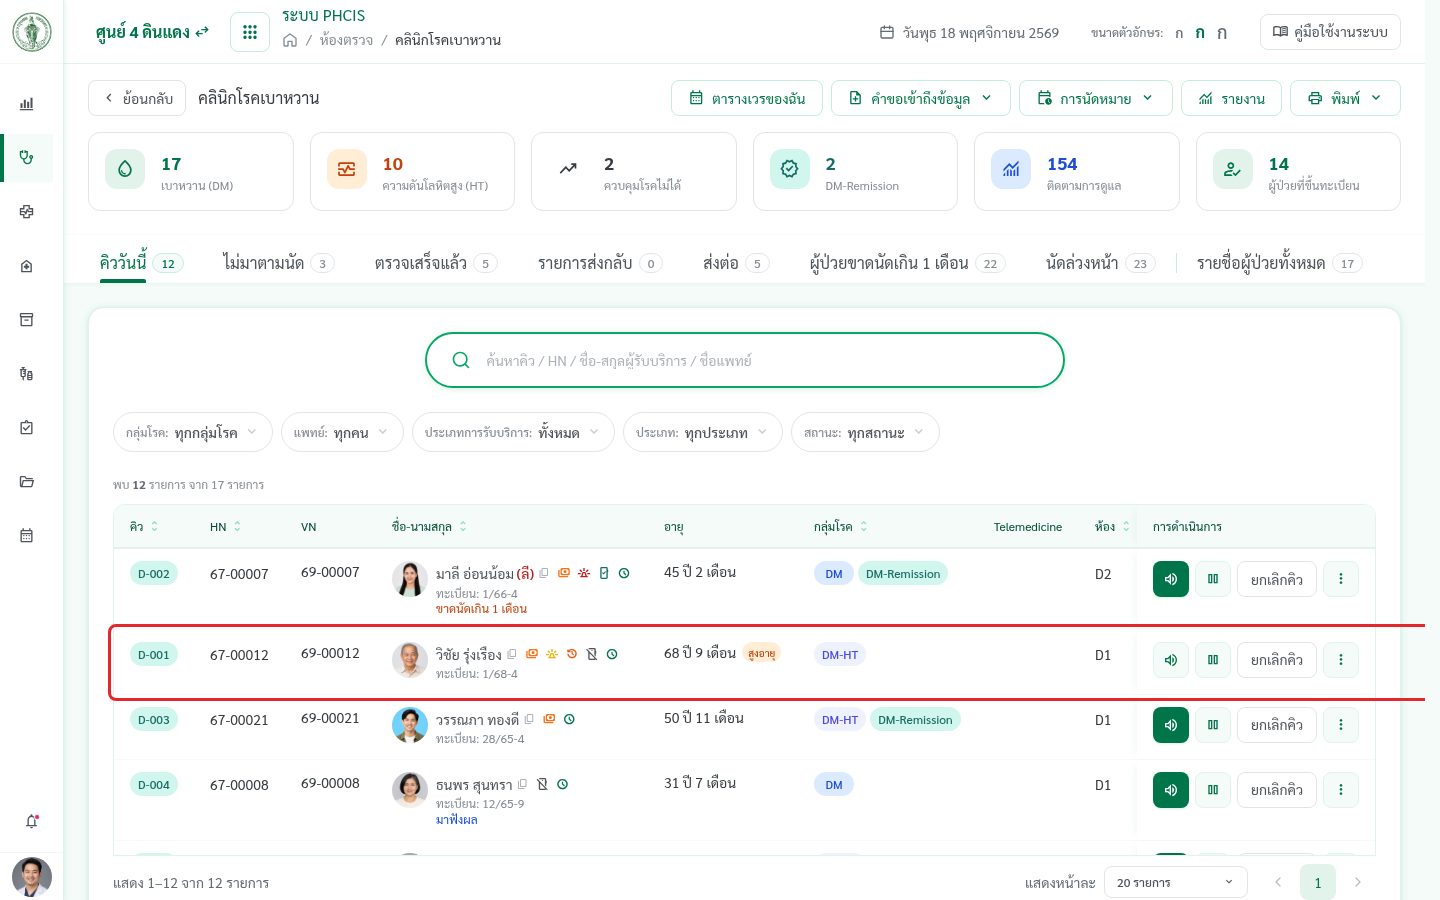 ศูนย์ 4 ดินแดง
ระบบ PHCIS
/ ห้องตรวจ / คลินิกโรคเบาหวาน
วันพุธ 18 พฤศจิกายน 2569
ขนาดตัวอักษร: ก ก ก
คู่มือใช้งานระบบ
ย้อนกลับ
คลินิกโรคเบาหวาน
ตารางเวรของฉัน
คำขอเข้าถึงข้อมูล
การนัดหมาย
รายงาน
พิมพ์
17
เบาหวาน (DM)
10
ความดันโลหิตสูง (HT)
2
ควบคุมโรคไม่ได้
2
DM-Remission
154
ติดตามการดูแล
14
ผู้ป่วยที่ขึ้นทะเบียน
คิววันนี้ 12
ไม่มาตามนัด 3
ตรวจเสร็จแล้ว 5
รายการส่งกลับ 0
ส่งต่อ 5
ผู้ป่วยขาดนัดเกิน 1 เดือน 22
นัดล่วงหน้า 23
รายชื่อผู้ป่วยทั้งหมด 17
ค้นหาคิว / HN / ชื่อ-สกุลผู้รับบริการ / ชื่อแพทย์
กลุ่มโรค: ทุกกลุ่มโรค
แพทย์: ทุกคน
ประเภทการรับบริการ: ทั้งหมด
ประเภท: ทุกประเภท
สถานะ: ทุกสถานะ
พบ 12 รายการ จาก 17 รายการ
คิว HN VN ชื่อ-นามสกุล อายุ กลุ่มโรค Telemedicine ห้อง การดำเนินการ
D-002 67-00007 69-00007 มาลี อ่อนน้อม (ลี) 45 ปี 2 เดือน DM DM-Remission D2 ยกเลิกคิว
ทะเบียน: 1/66-4
ขาดนัดเกิน 1 เดือน
D-001 67-00012 69-00012 วิชัย รุ่งเรือง 68 ปี 9 เดือน สูงอายุ DM-HT D1 ยกเลิกคิว
ทะเบียน: 1/68-4
D-003 67-00021 69-00021 วรรณภา ทองดี 50 ปี 11 เดือน DM-HT DM-Remission D1 ยกเลิกคิว
ทะเบียน: 28/65-4
D-004 67-00008 69-00008 ธนพร สุนทรา 31 ปี 7 เดือน DM D1 ยกเลิกคิว
ทะเบียน: 12/65-9
มาฟังผล
แสดง 1–12 จาก 12 รายการ
แสดงหน้าละ 20 รายการ
1